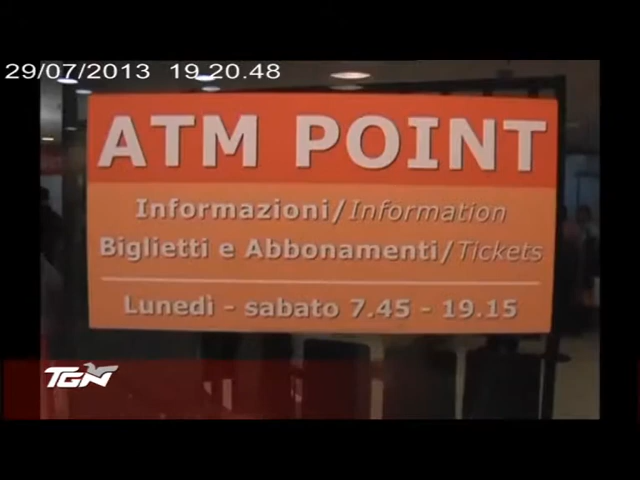 29/07/2013 19.20.48
ATM POINT
Informazioni/Information
Biglietti e Abbonamenti/Tickets
Lunedì - sabato 7.45 - 19.15
TGN